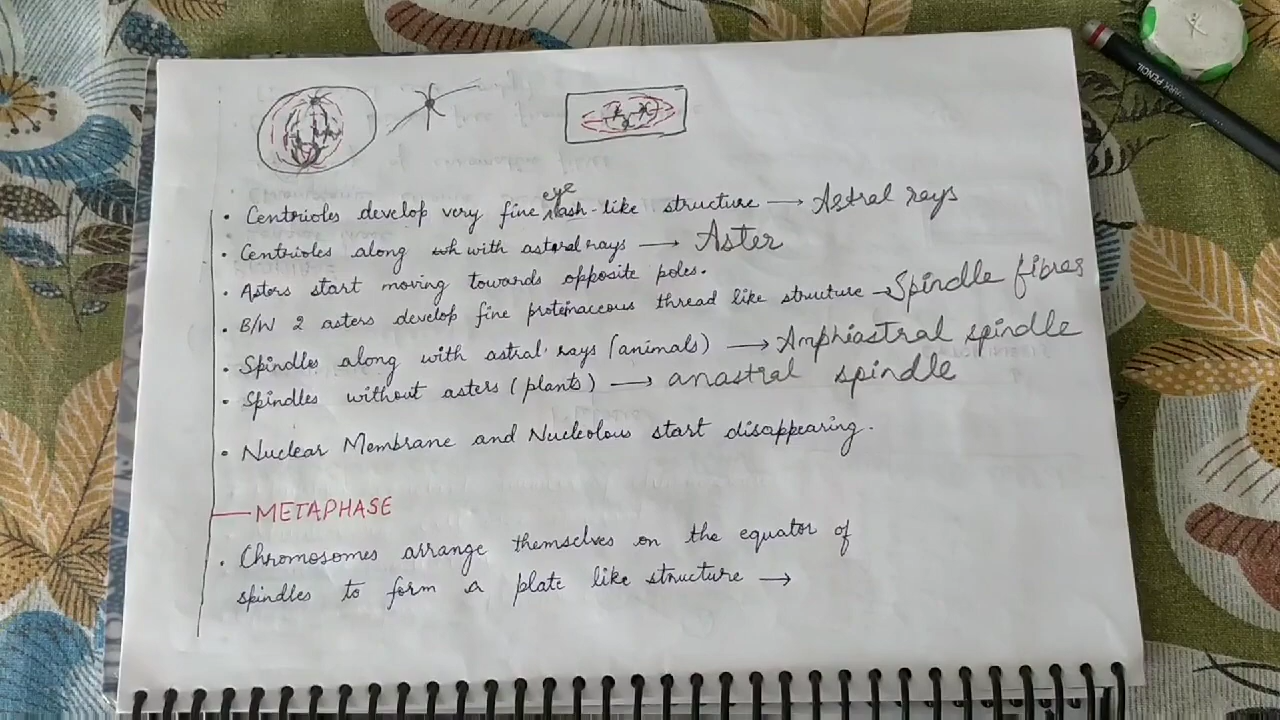 • Centrioles develop very fine eye lash-like structure → Astral rays
• Centrioles along with astral rays → Aster
• Astors start moving towards opposite poles.
• B/W 2 asters develop fine proteinaceous thread like structure → Spindle fibres
• Spindles along with astral rays (animals) → Amphiastral spindle
• Spindles without asters (plants) → anastral spindle
• Nuclear Membrane and Nucleolous start disappearing.
METAPHASE
• Chromosomes arrange themselves on the equator of
spindles to form a plate like structure →
PENCIL